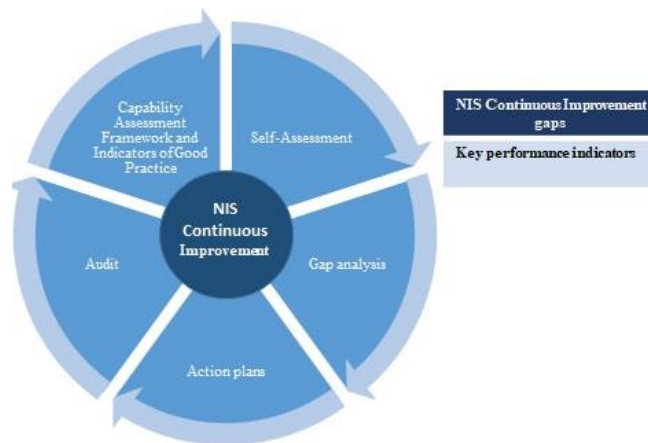 Capability
Assessment
Framework and
Indicators of Good
Practice
Self-Assessment
NIS Continuous Improvement
gaps
Key performance indicators
NIS
Continuous
Improvement
Audit
Gap analysis
Action plans